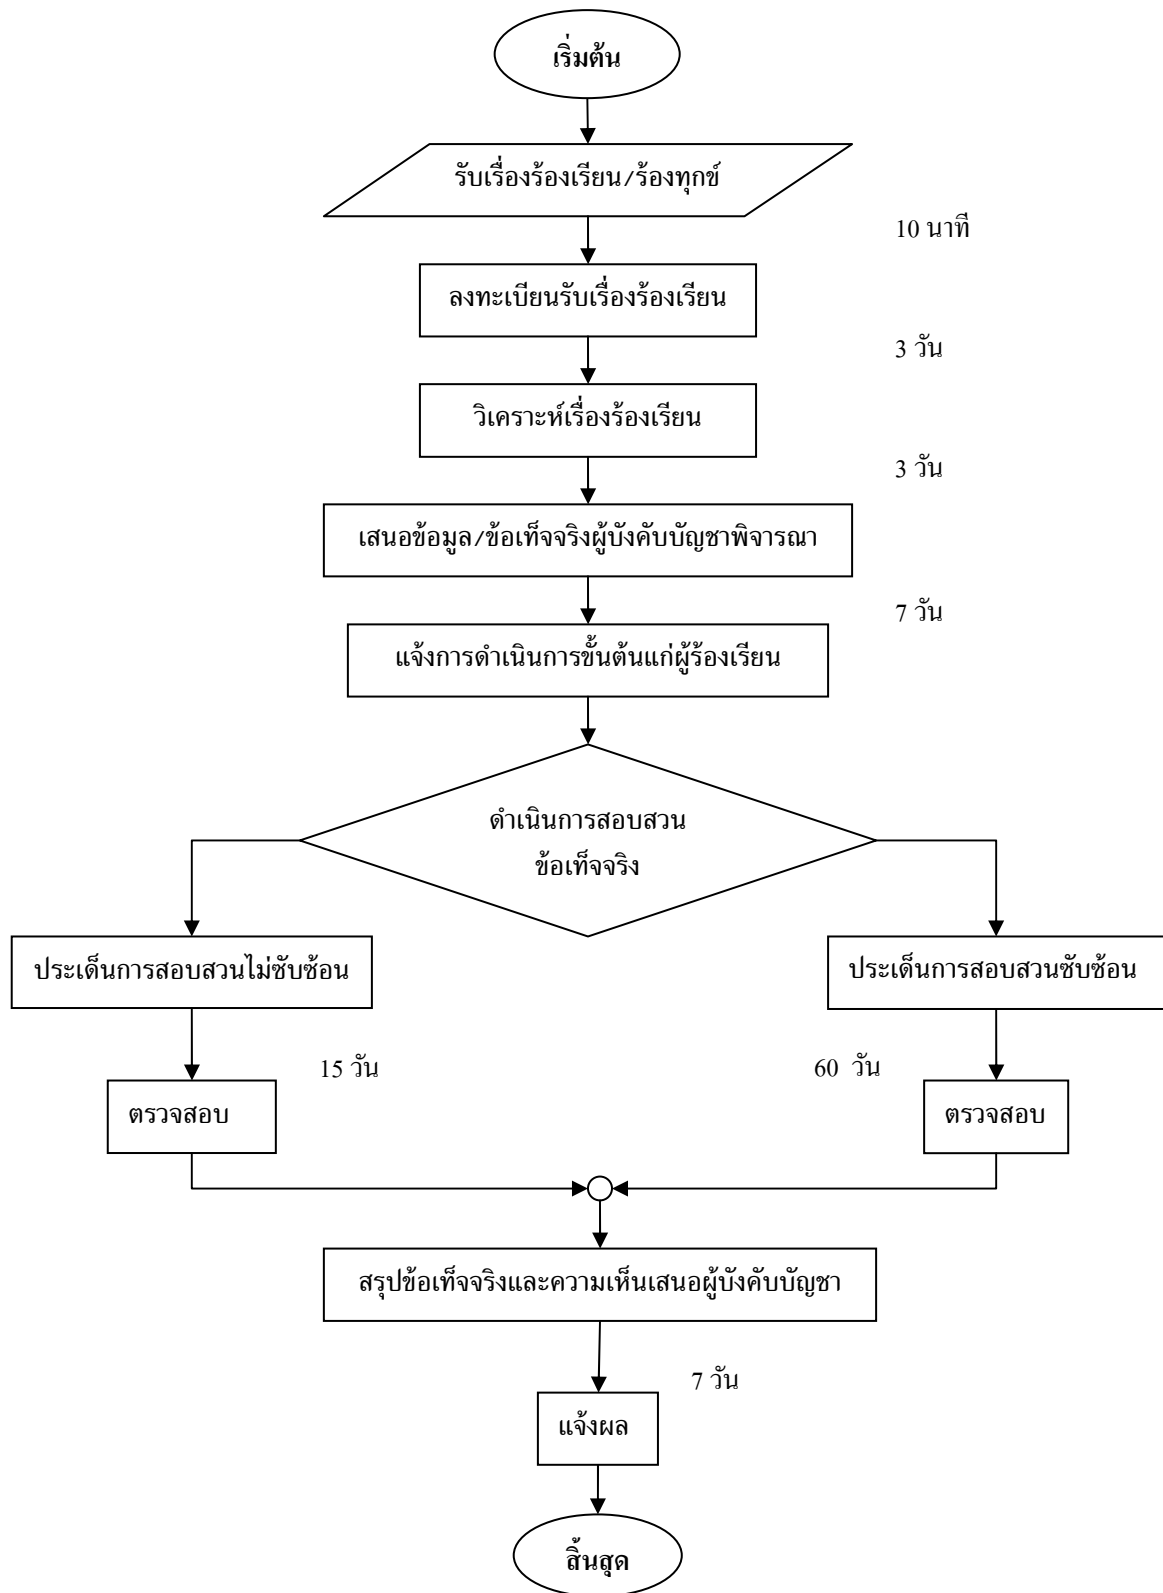 เริ่มต้น
รับเรื่องร้องเรียน/ร้องทุกข์
10 นาที
ลงทะเบียนรับเรื่องร้องเรียน
3 วัน
วิเคราะห์เรื่องร้องเรียน
3 วัน
เสนอข้อมูล/ข้อเท็จจริงผู้บังคับบัญชาพิจารณา
7 วัน
แจ้งการดำเนินการขั้นต้นแก่ผู้ร้องเรียน
ดำเนินการสอบสวน
ข้อเท็จจริง
ประเด็นการสอบสวนไม่ซับซ้อน
ประเด็นการสอบสวนซับซ้อน
15 วัน
60 วัน
ตรวจสอบ
ตรวจสอบ
สรุปข้อเท็จจริงและความเห็นเสนอผู้บังคับบัญชา
7 วัน
แจ้งผล
สิ้นสุด